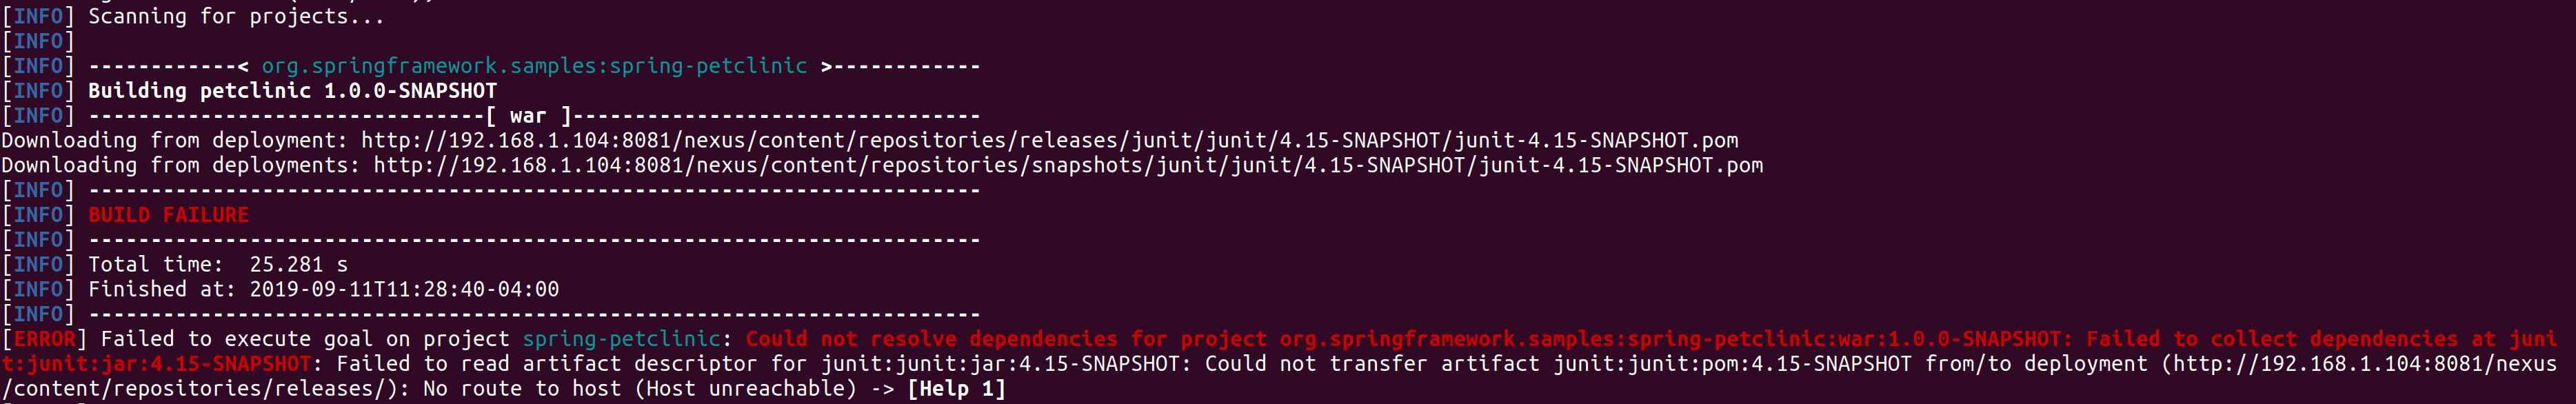 [INFO] Scanning for projects...
[INFO]
[INFO] ------------< org.springframework.samples:spring-petclinic >------------
[INFO] Building petclinic 1.0.0-SNAPSHOT
[INFO] --------------------------------[ war ]---------------------------------
Downloading from deployment: http://192.168.1.104:8081/nexus/content/repositories/releases/junit/junit/4.15-SNAPSHOT/junit-4.15-SNAPSHOT.pom
Downloading from deployments: http://192.168.1.104:8081/nexus/content/repositories/snapshots/junit/junit/4.15-SNAPSHOT/junit-4.15-SNAPSHOT.pom
[INFO] ------------------------------------------------------------------------
[INFO] BUILD FAILURE
[INFO] ------------------------------------------------------------------------
[INFO] Total time:  25.281 s
[INFO] Finished at: 2019-09-11T11:28:40-04:00
[INFO] ------------------------------------------------------------------------
[ERROR] Failed to execute goal on project spring-petclinic: Could not resolve dependencies for project org.springframework.samples:spring-petclinic:war:1.0.0-SNAPSHOT: Failed to collect dependencies at juni
t:junit:jar:4.15-SNAPSHOT: Failed to read artifact descriptor for junit:junit:jar:4.15-SNAPSHOT: Could not transfer artifact junit:junit:pom:4.15-SNAPSHOT from/to deployment (http://192.168.1.104:8081/nexus
/content/repositories/releases/): No route to host (Host unreachable) -> [Help 1]